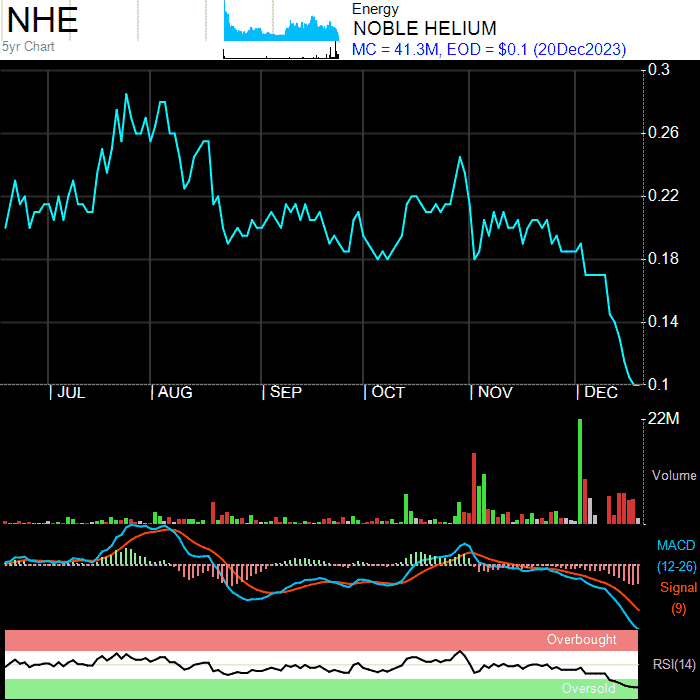 NHE
5yr Chart
Energy
NOBLE HELIUM
MC = 41.3M, EOD = $0.1 (20Dec2023)
0.3
0.26
0.22
0.18
0.14
0.1
| JUL | AUG | SEP | OCT | NOV | DEC
22M
Volume
MACD
(12-26)
Signal
(9)
Overbought
RSI(14)
Oversold